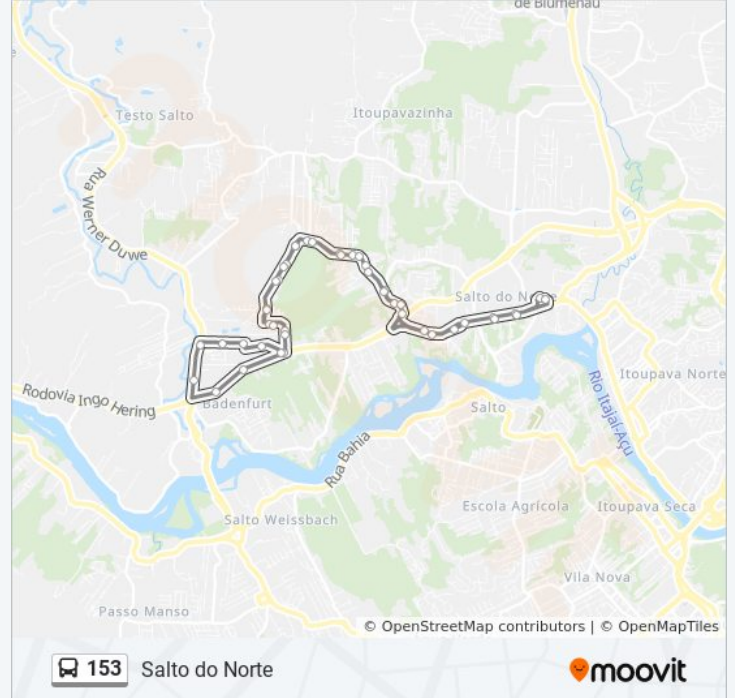 de Blumenau
Testo Salto
Itoupavazinha
Rua Werner Duwe
Salto do Norte
Itoupava Norte
Rodovia Ingo Hering
Badenfurt
Salto
Rio Itajaí-Açu
Rua Bahia
Escola Agrícola
Itoupava Seca
Salto Weissbach
Vila Nova
Passo Manso
© OpenStreetMap contributors | © OpenMapTiles
153 Salto do Norte
moovit